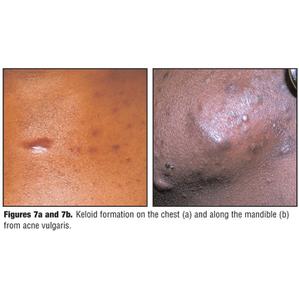 Figures 7a and 7b. Keloid formation on the chest (a) and along the mandible (b)
from acne vulgaris.